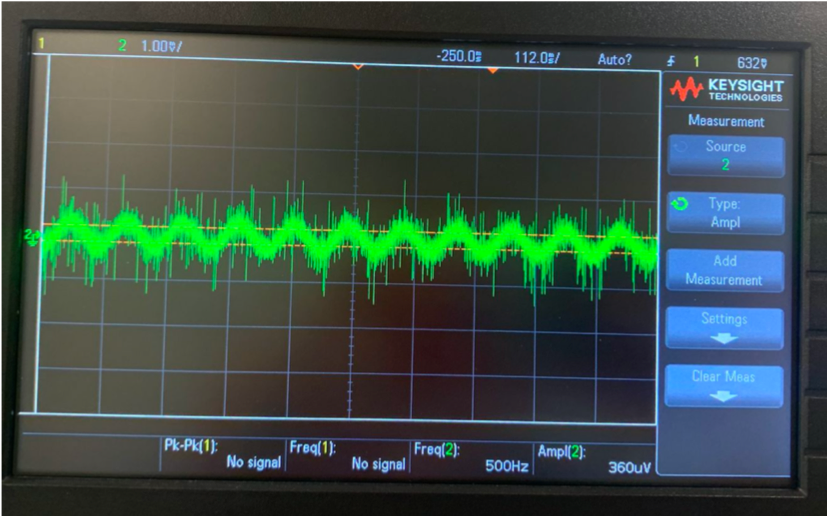 1 2 1.00V/ -250.0s 112.0s/ Auto? 1 632V
KEYSIGHT
TECHNOLOGIES
Measurement
Source
2
Type:
Ampl
Add
Measurement
Settings
Clear Meas
2
Pk-Pk(1): Freq(1): Freq(2): Ampl(2):
No signal No signal 500Hz 360uV